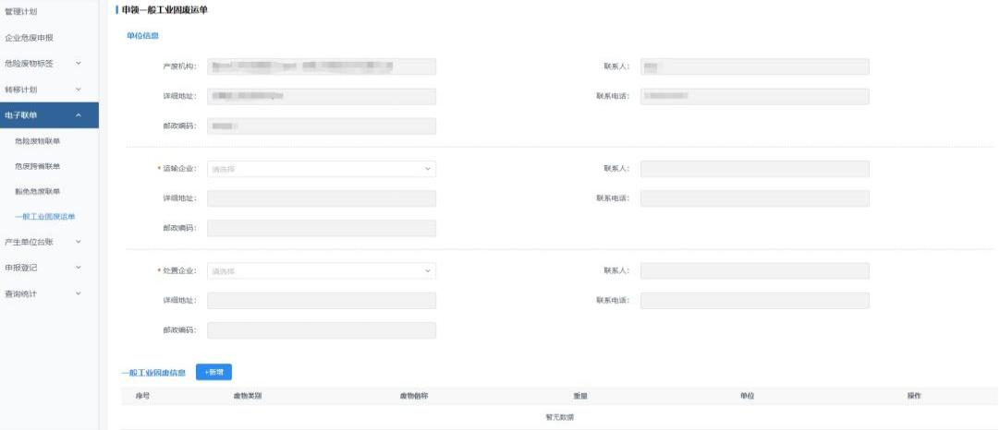 管理计划
企业危废申报
危险废物标签
转移计划
电子联单
危险废物联单
危废跨省联单
豁免危废联单
一般工业固废运单
产生单位台账
申报登记
查询统计
申领一般工业固废运单
单位信息
产废机构：
联系人：
详细地址：
联系电话：
邮政编码：
* 运输企业： 请选择
联系人：
详细地址：
联系电话：
邮政编码：
* 处置企业： 请选择
联系人：
详细地址：
联系电话：
邮政编码：
一般工业固废信息 +新增
序号 废物类别 废物俗称 重量 单位 操作
暂无数据